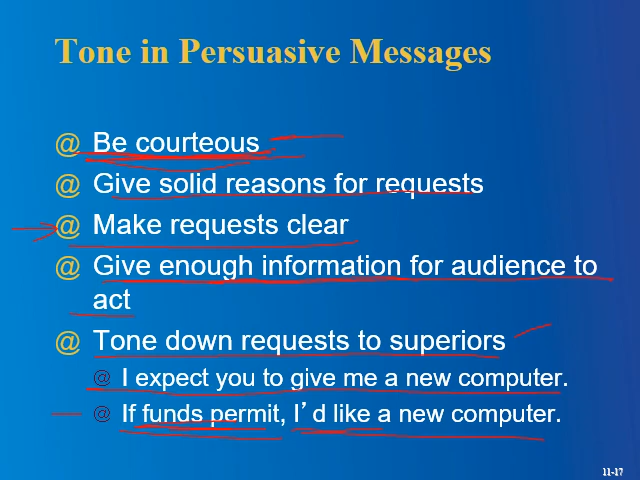 Tone in Persuasive Messages
@ Be courteous
@ Give solid reasons for requests
@ Make requests clear
@ Give enough information for audience to
act
@ Tone down requests to superiors
@ I expect you to give me a new computer.
@ If funds permit, I’d like a new computer.
11-17